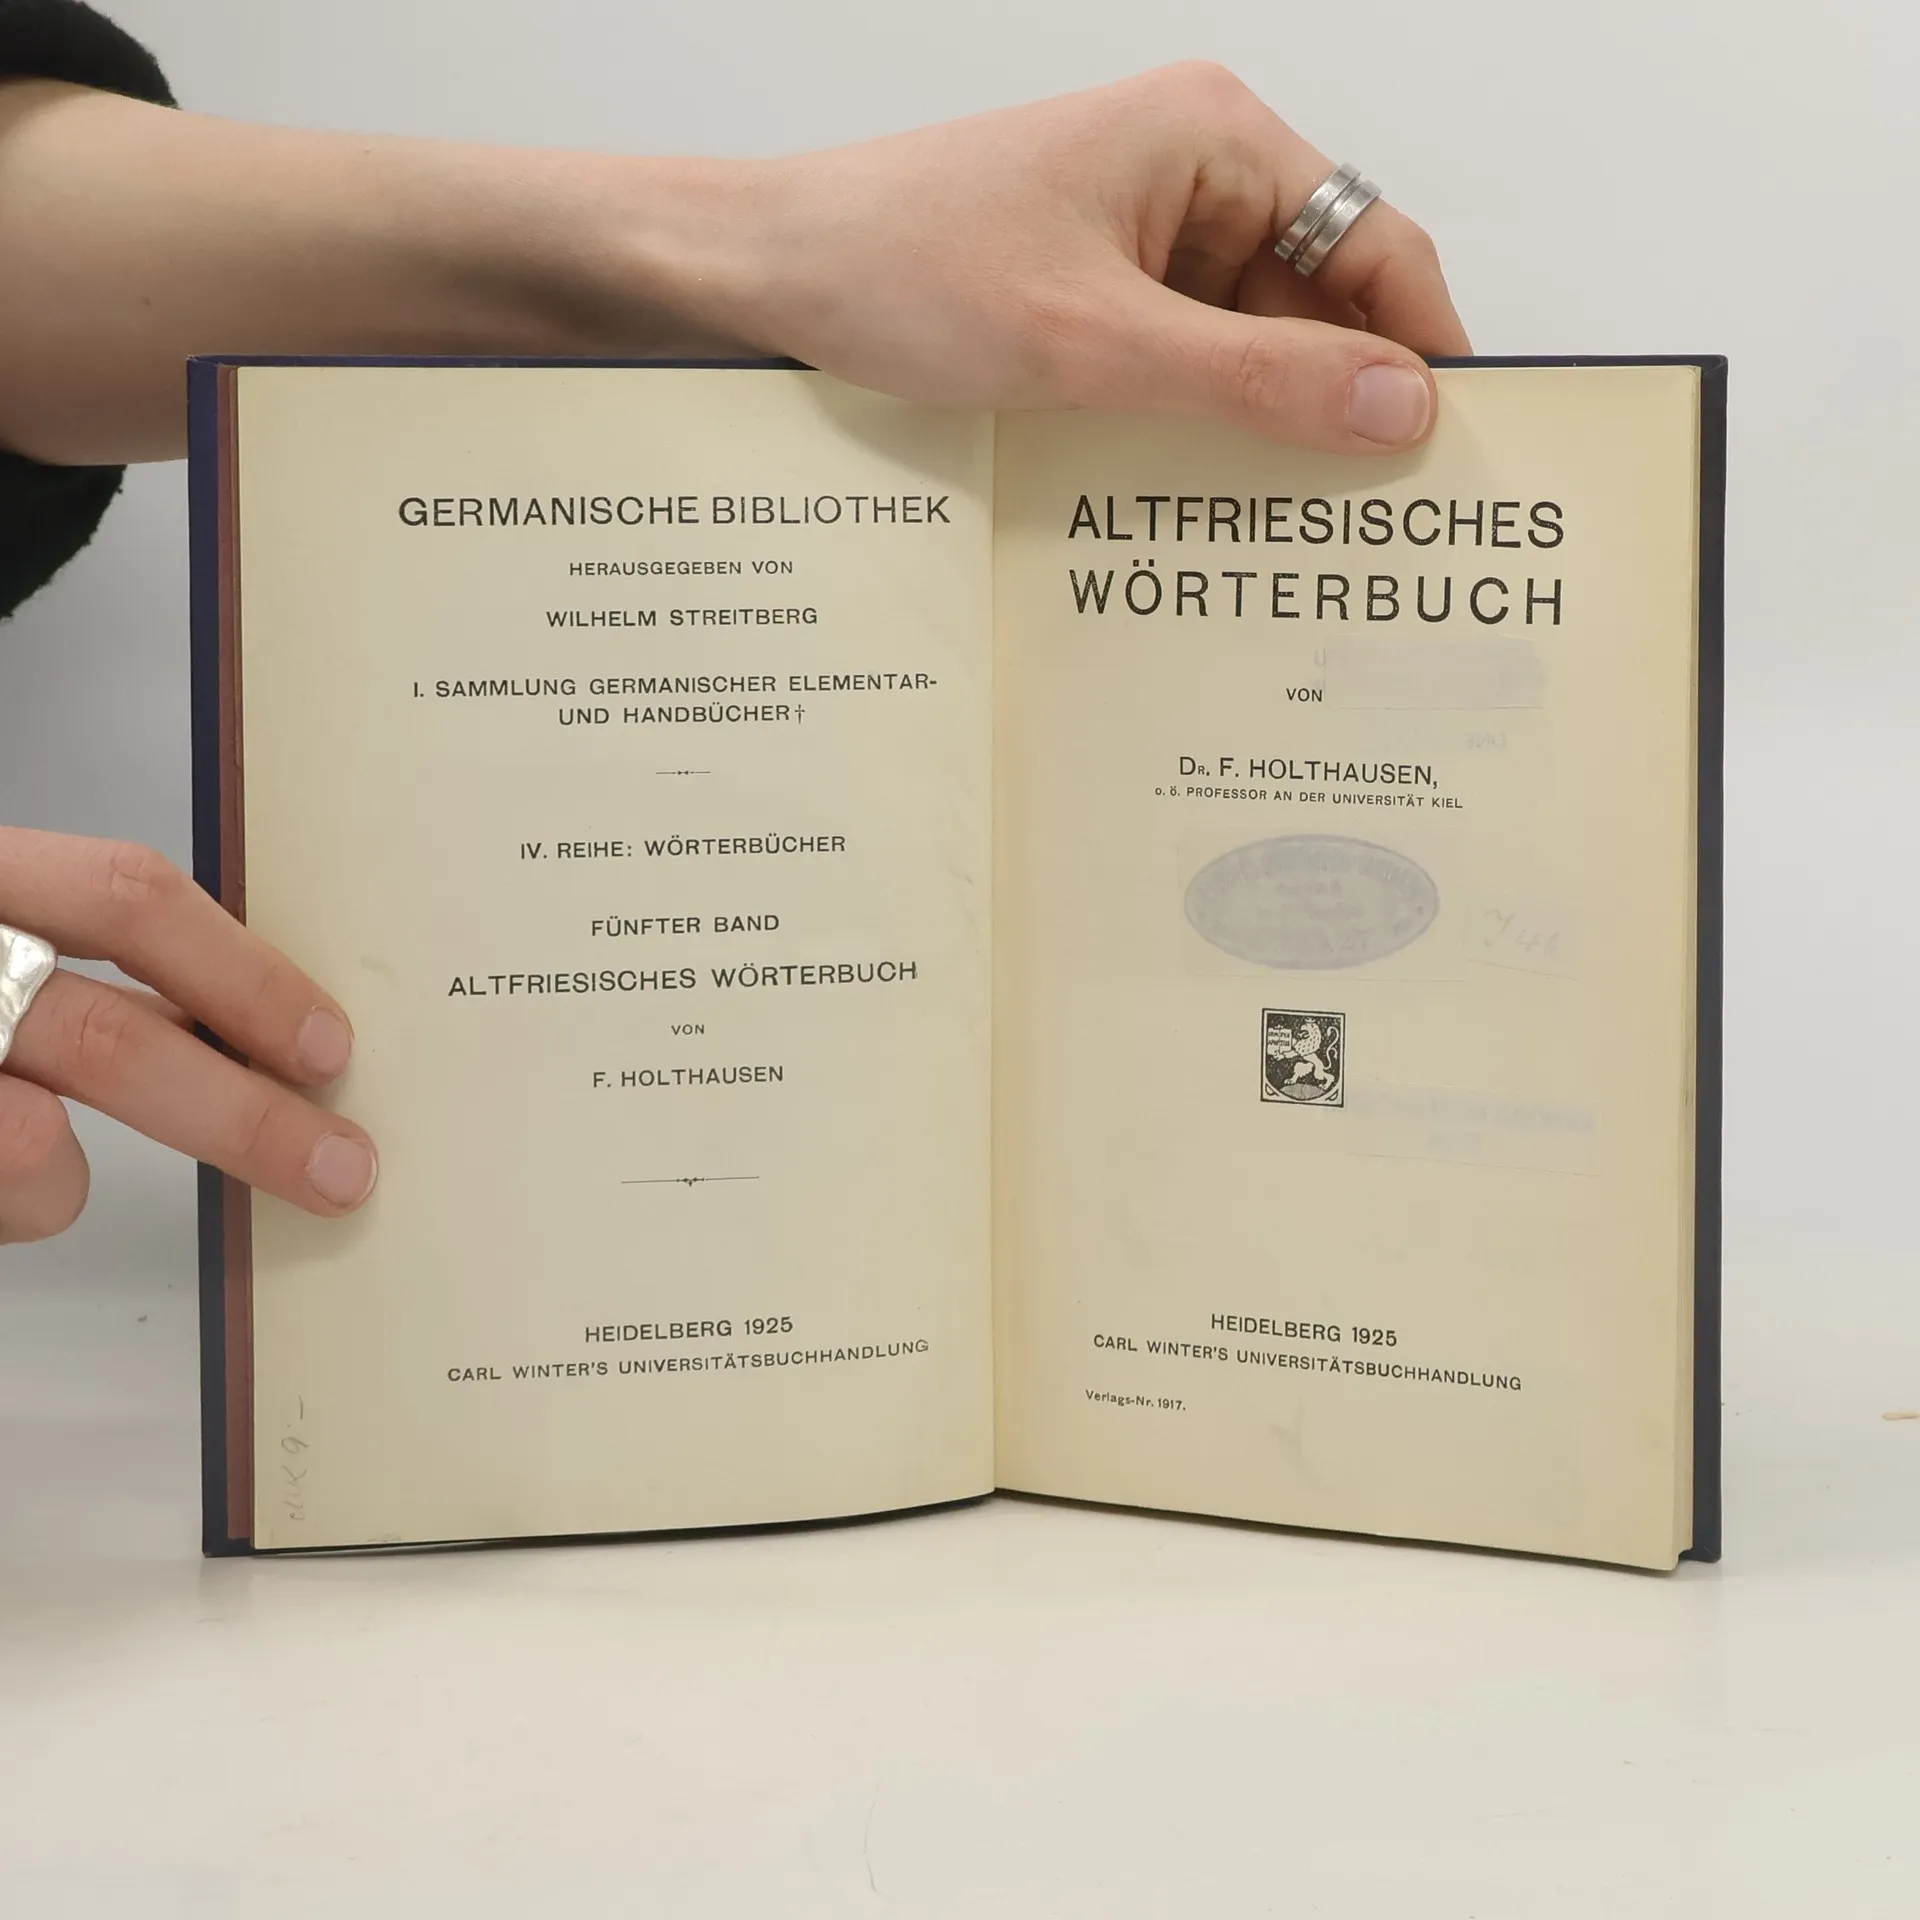 GERMANISCHE BIBLIOTHEK
HERAUSGEGEBEN VON
WILHELM STREITBERG
I. SAMMLUNG GERMANISCHER ELEMENTAR-
UND HANDBÜCHER†
IV. REIHE: WÖRTERBÜCHER
FÜNFTER BAND
ALTFRIESISCHES WÖRTERBUCH
VON
F. HOLTHAUSEN
HEIDELBERG 1925
CARL WINTER'S UNIVERSITÄTSBUCHHANDLUNG
ALTFRIESISCHES
WÖRTERBUCH
VON
DR. F. HOLTHAUSEN,
o. ö. PROFESSOR AN DER UNIVERSITÄT KIEL
HEIDELBERG 1925
CARL WINTER'S UNIVERSITÄTSBUCHHANDLUNG
Verlags-Nr. 1917.